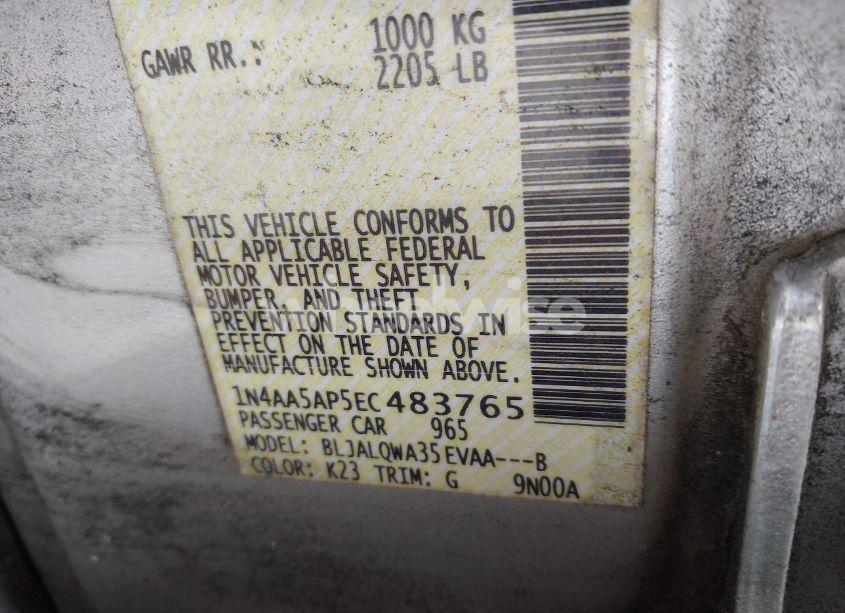 GAWR RR.: 1000 KG
2205 LB
THIS VEHICLE CONFORMS TO
ALL APPLICABLE FEDERAL
MOTOR VEHICLE SAFETY,
BUMPER, AND THEFT
PREVENTION STANDARDS IN
EFFECT ON THE DATE OF
MANUFACTURE SHOWN ABOVE.
1N4AA5AP5EC483765
PASSENGER CAR 965
MODEL: BLJALQWA35EVAA---B
COLOR: K23 TRIM: G 9N00A